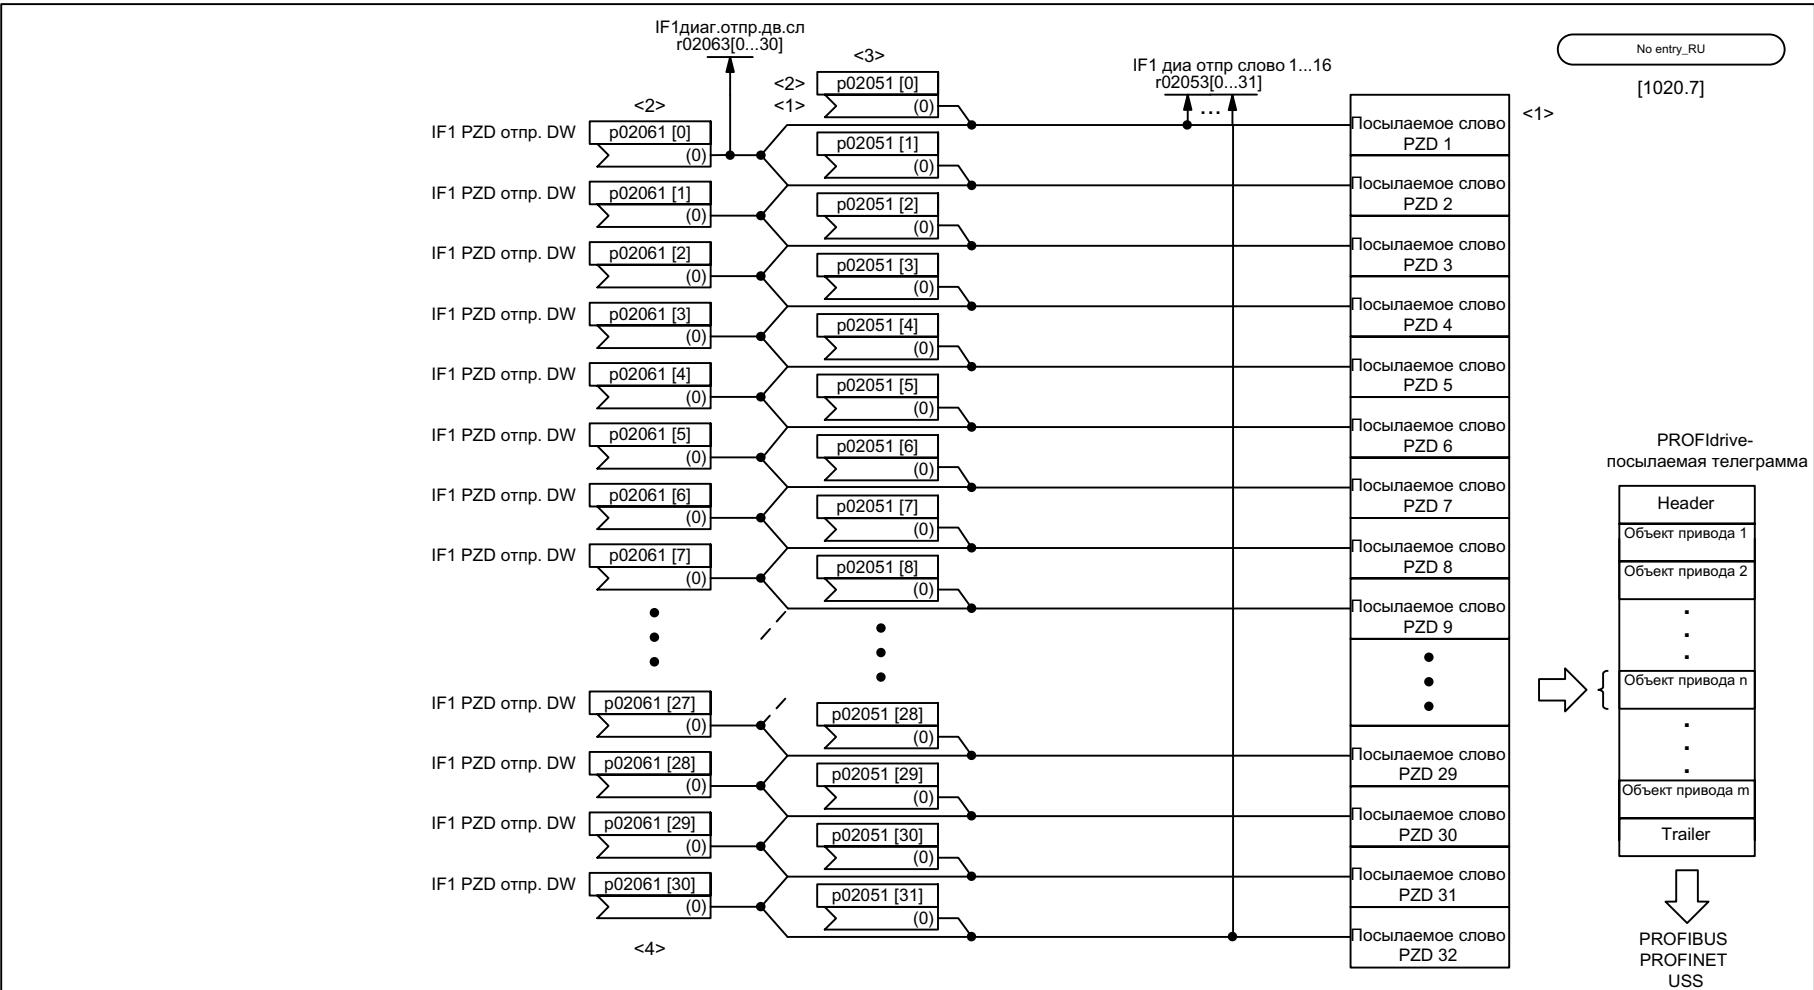 IF1диаг.отпр.дв.сл
r02063[0...30]
<3>
IF1 диа отпр слово 1...16
r02053[0...31]
No entry_RU
[1020.7]
<2>
<2>
<1>
<1>
p02051 [0]
(0)
IF1 PZD отпр. DW
p02061 [0]
(0)
...
Посылаемое слово
PZD 1
p02051 [1]
(0)
IF1 PZD отпр. DW
p02061 [1]
(0)
Посылаемое слово
PZD 2
p02051 [2]
(0)
IF1 PZD отпр. DW
p02061 [2]
(0)
Посылаемое слово
PZD 3
p02051 [3]
(0)
IF1 PZD отпр. DW
p02061 [3]
(0)
Посылаемое слово
PZD 4
p02051 [4]
(0)
IF1 PZD отпр. DW
p02061 [4]
(0)
Посылаемое слово
PZD 5
p02051 [5]
(0)
IF1 PZD отпр. DW
p02061 [5]
(0)
Посылаемое слово
PZD 6
p02051 [6]
(0)
IF1 PZD отпр. DW
p02061 [6]
(0)
Посылаемое слово
PZD 7
p02051 [7]
(0)
IF1 PZD отпр. DW
p02061 [7]
(0)
Посылаемое слово
PZD 8
p02051 [8]
(0)
Посылаемое слово
PZD 9
IF1 PZD отпр. DW
p02061 [27]
(0)
p02051 [28]
(0)
Посылаемое слово
PZD 29
IF1 PZD отпр. DW
p02061 [28]
(0)
p02051 [29]
(0)
Посылаемое слово
PZD 30
IF1 PZD отпр. DW
p02061 [29]
(0)
p02051 [30]
(0)
Посылаемое слово
PZD 31
IF1 PZD отпр. DW
p02061 [30]
(0)
p02051 [31]
(0)
Посылаемое слово
PZD 32
<4>
PROFIdrive-
посылаемая телеграмма
Header
Объект привода 1
Объект привода 2
Объект привода n
Объект привода m
Trailer
PROFIBUS
PROFINET
USS